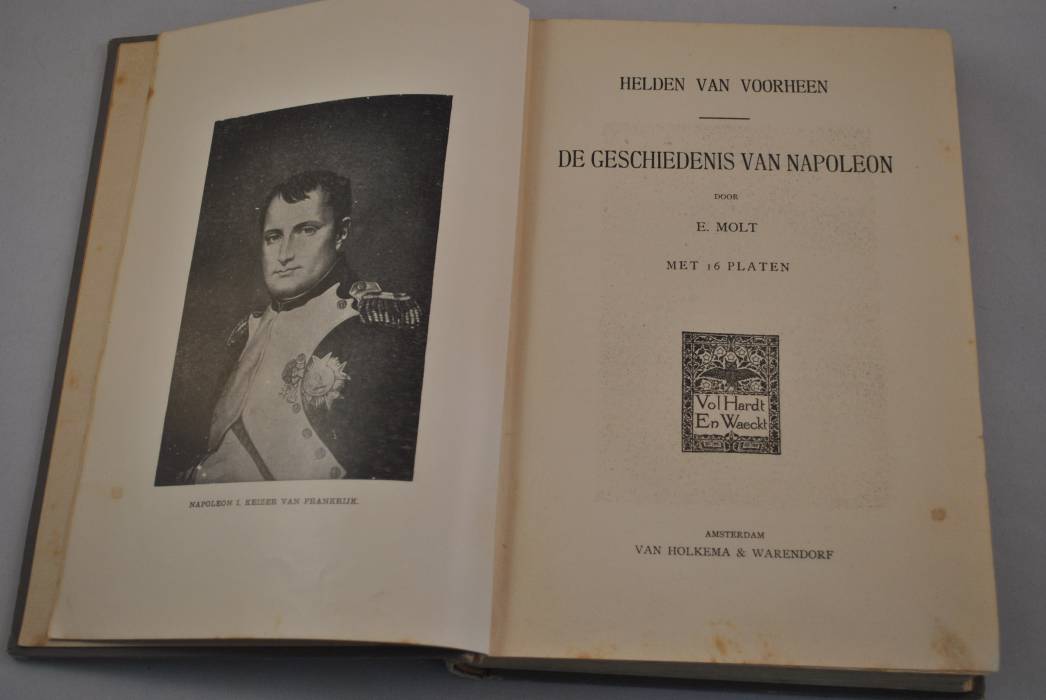 NAPOLEON I, KEIZER VAN FRANKRIJK.
HELDEN VAN VOORHEEN
DE GESCHIEDENIS VAN NAPOLEON
DOOR
E. MOLT
MET 16 PLATEN
Vol Hardt
En Waeckt
AMSTERDAM
VAN HOLKEMA & WARENDORF